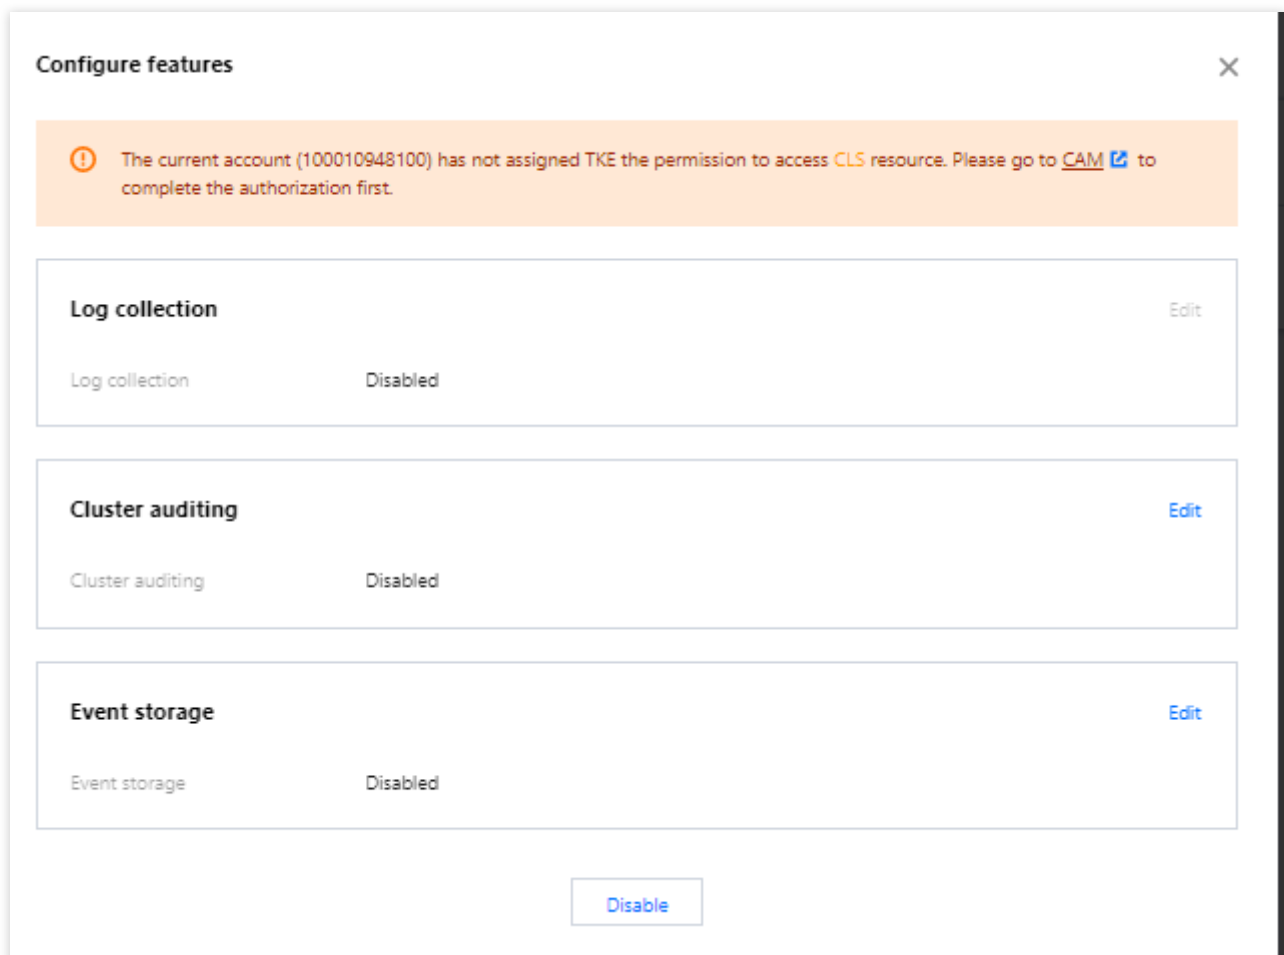 Configure features
The current account (100010948100) has not assigned TKE the permission to access CLS resource. Please go to CAM to
complete the authorization first.
Log collection Edit
Log collection Disabled
Cluster auditing Edit
Cluster auditing Disabled
Event storage Edit
Event storage Disabled
Disable